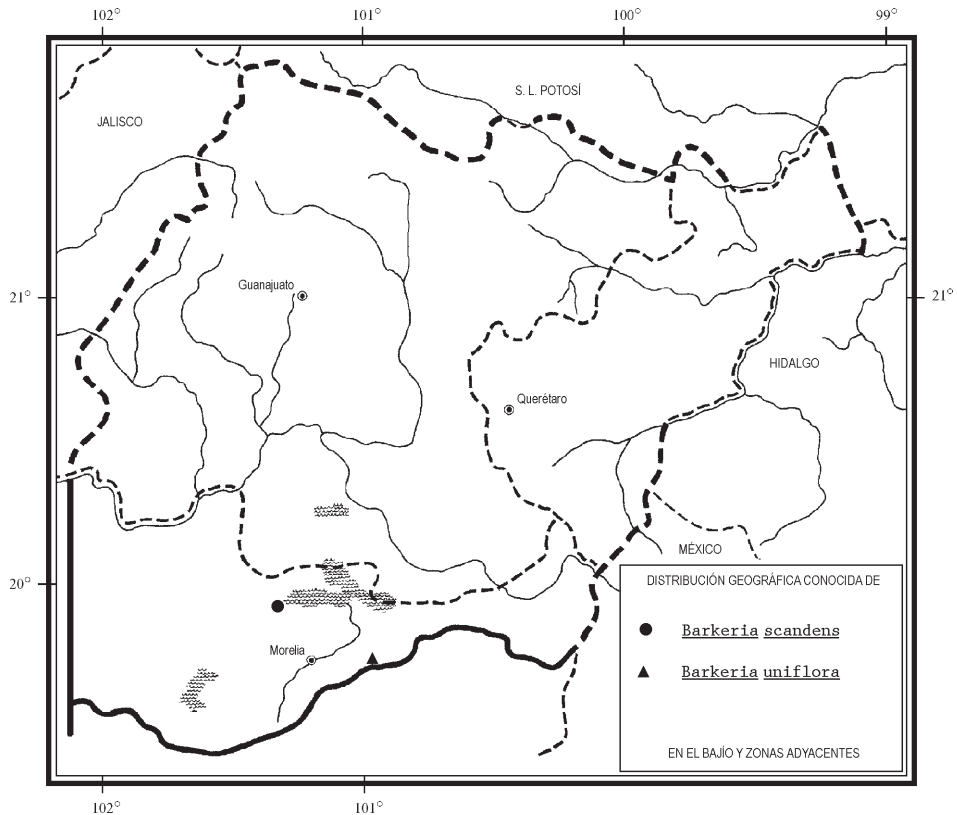 102° 101° 100° 99°
S. L. POTOSÍ
JALISCO
Guanajuato
21° 21°
HIDALGO
Querétaro
MÉXICO
20°
DISTRIBUCIÓN GEOGRÁFICA CONOCIDA DE
Barkeria scandens
Morelia
Barkeria uniflora
EN EL BAJÍO Y ZONAS ADYACENTES
102° 101°